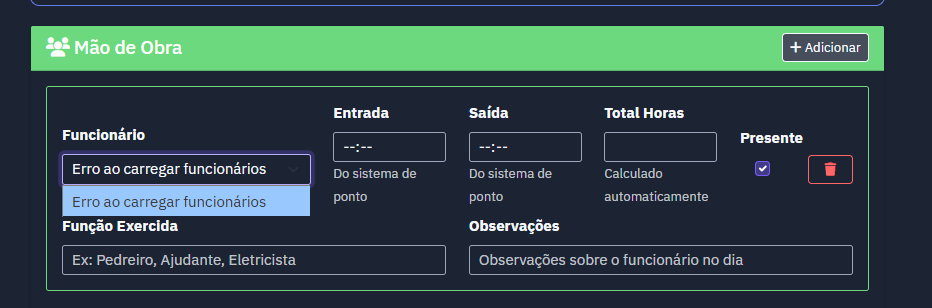 Mão de Obra
+ Adicionar
Funcionário
Erro ao carregar funcionários
Erro ao carregar funcionários
Entrada
--:--
Do sistema de
ponto
Saída
--:--
Do sistema de
ponto
Total Horas
Calculado
automaticamente
Presente
Função Exercida
Ex: Pedreiro, Ajudante, Eletricista
Observações
Observações sobre o funcionário no dia